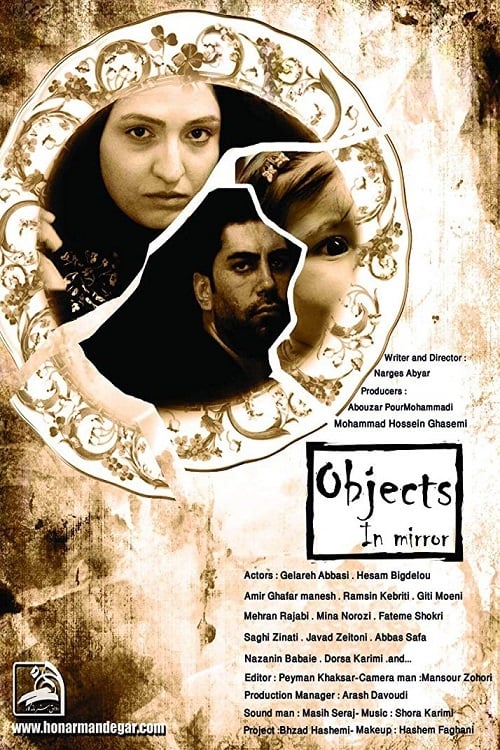 Writer and Director :
Narges Abyar
Producers :
Abouzar PourMohammadi
Mohammad Hossein Ghasemi
Objects
In mirror
Actors : Gelareh Abbasi . Hesam Bigdelou
Amir Ghafar manesh . Ramsin Kebriti . Giti Moeni
Mehran Rajabi . Mina Norozi . Fateme Shokri
Saghi Zinati . Javad Zeitoni . Abbas Safa
Nazanin Babaie . Dorsa Karimi .and...
Editor : Peyman Khaksar-Camera man :Mansour Zohori
Production Manager : Arash Davoudi
Sound man : Masih Seraj- Music : Shora Karimi
Project :Bhzad Hashemi- Makeup : Hashem Faghani
www.honarmandegar.com